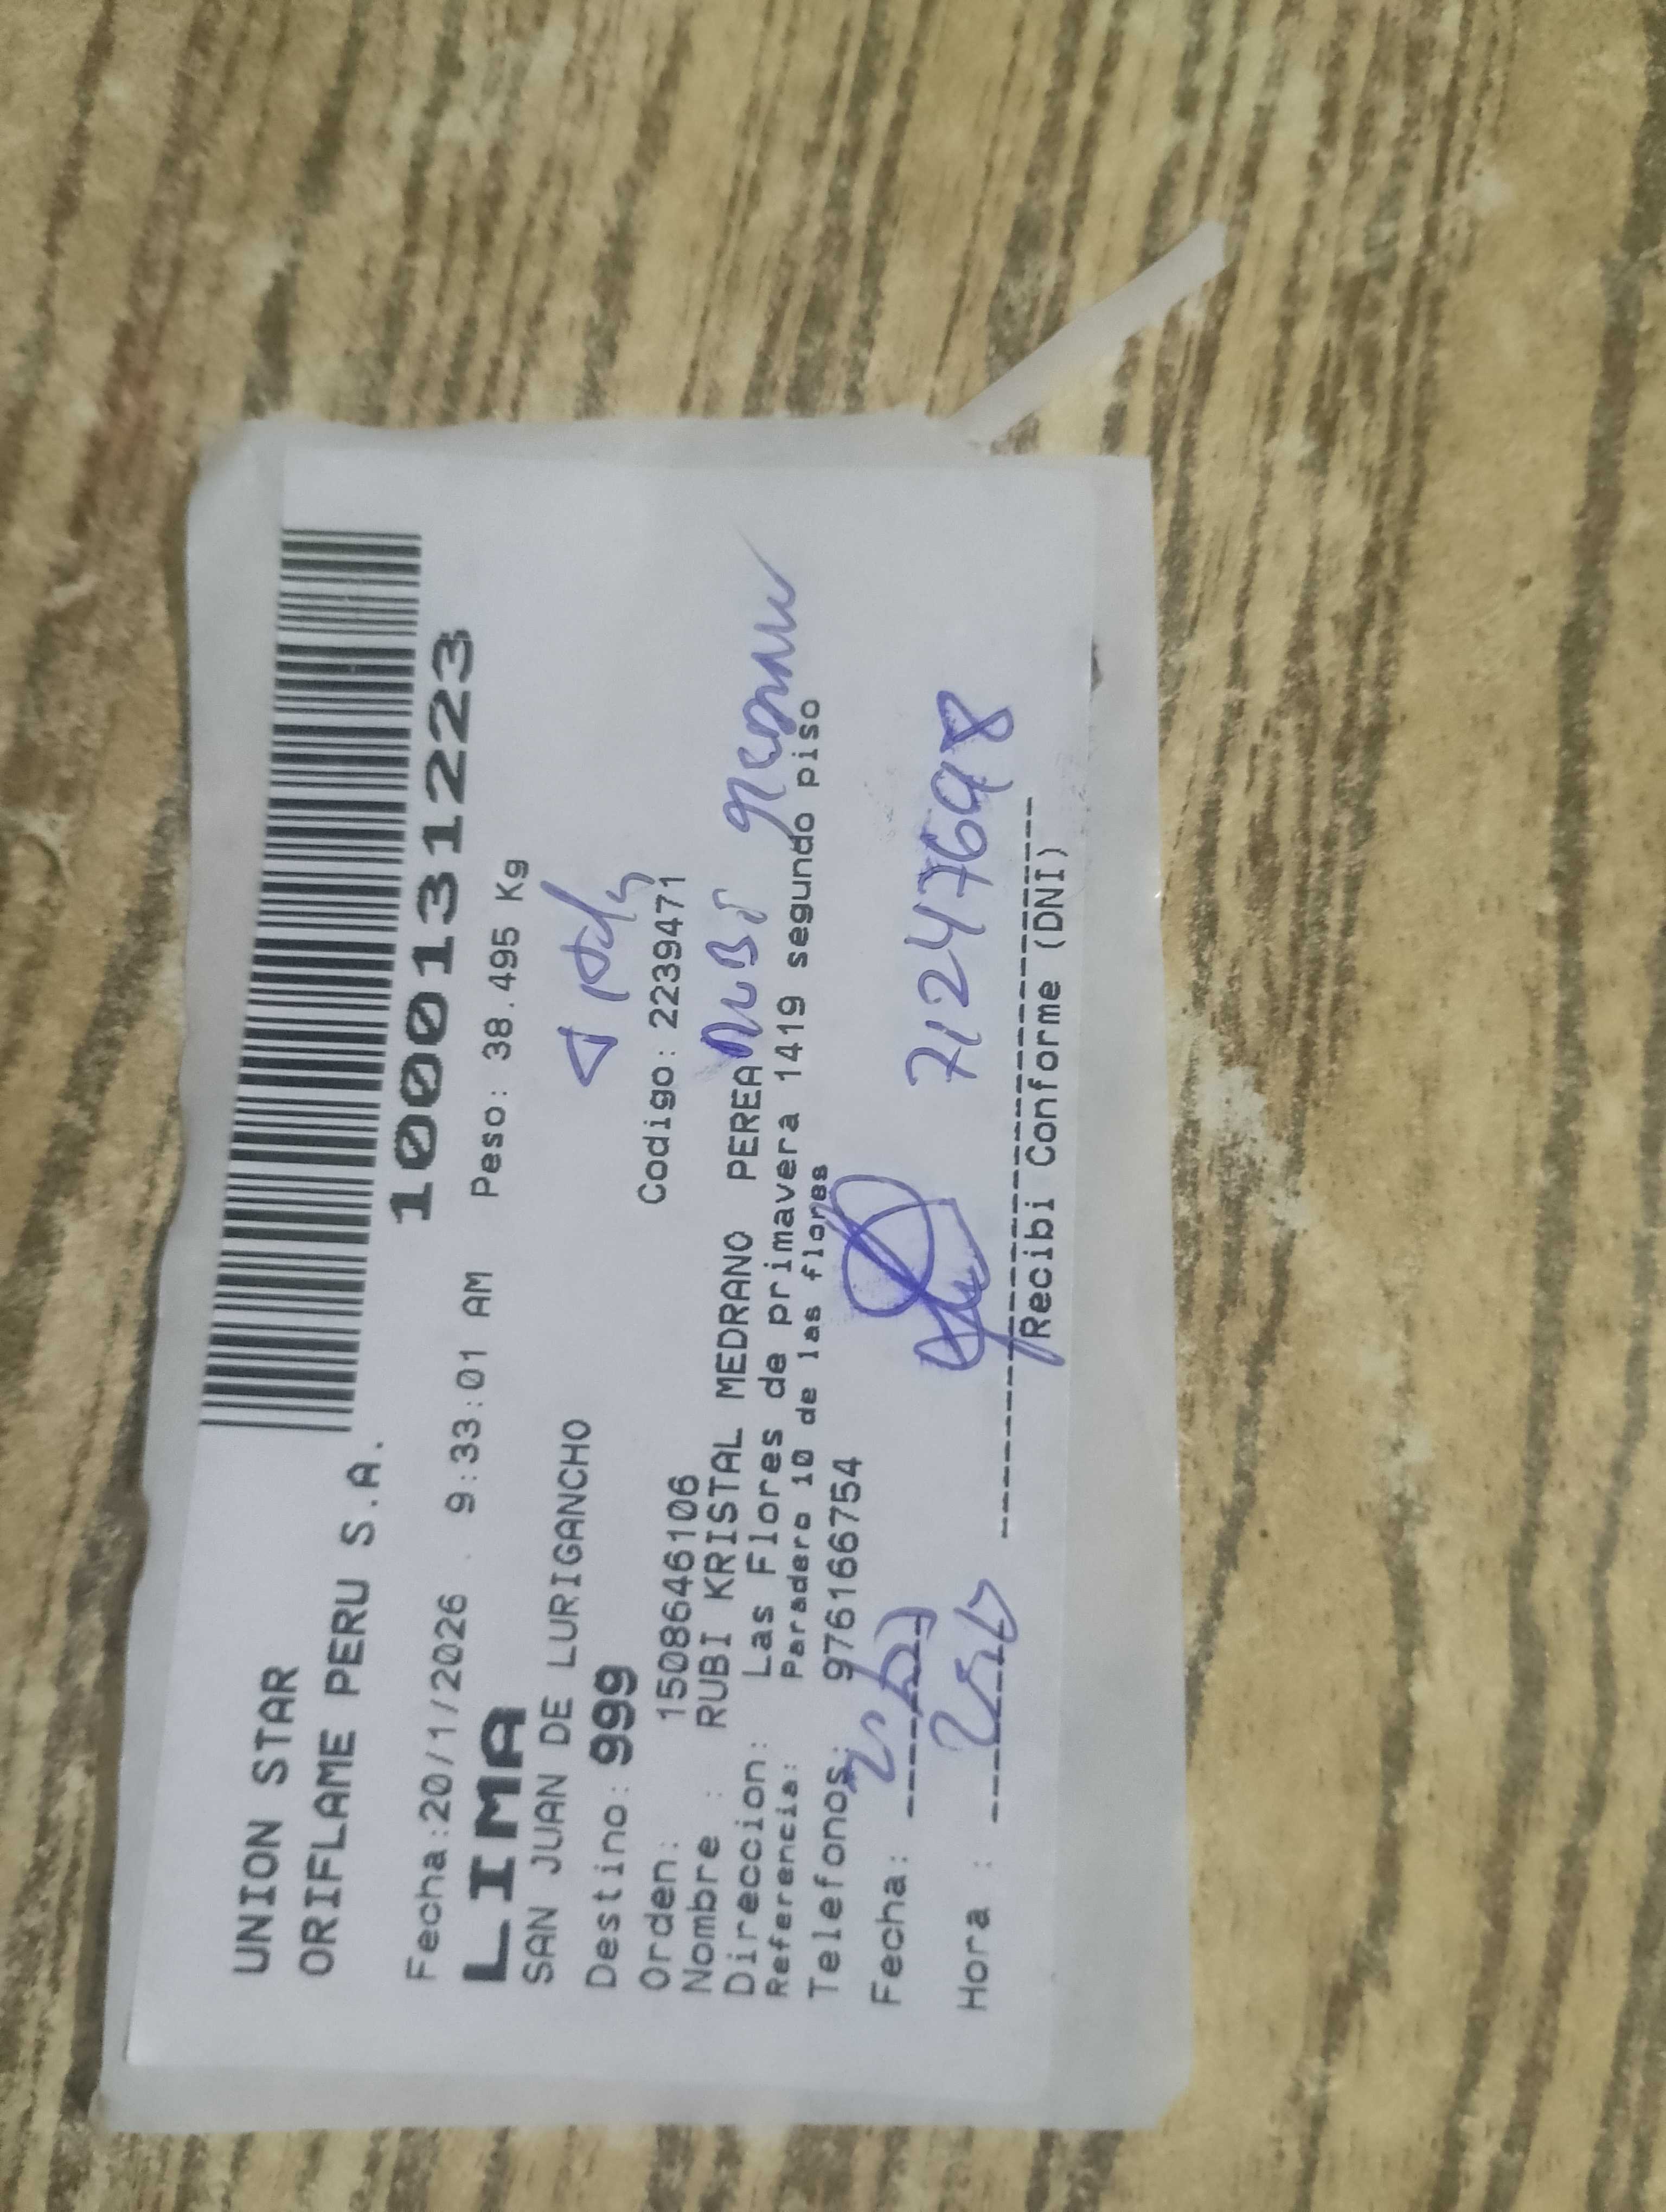 UNION STAR
ORIFLAME PERU S.A.
1000131223
Fecha:20/1/2026 9:33:01 AM Peso: 38.495 Kg
LIMA
SAN JUAN DE LURIGANCHO
Destino: 999
Orden: 1508646106 Codigo: 2239471
Nombre : RUBI KRISTAL MEDRANO PEREA RUBI
Direccion: Las Flores de primavera 1419 segundo piso
Referencia: Paradero 10 de las flores
Telefonos: 976166754
Fecha:
71247698
Hora :
Recibi Conforme (DNI)